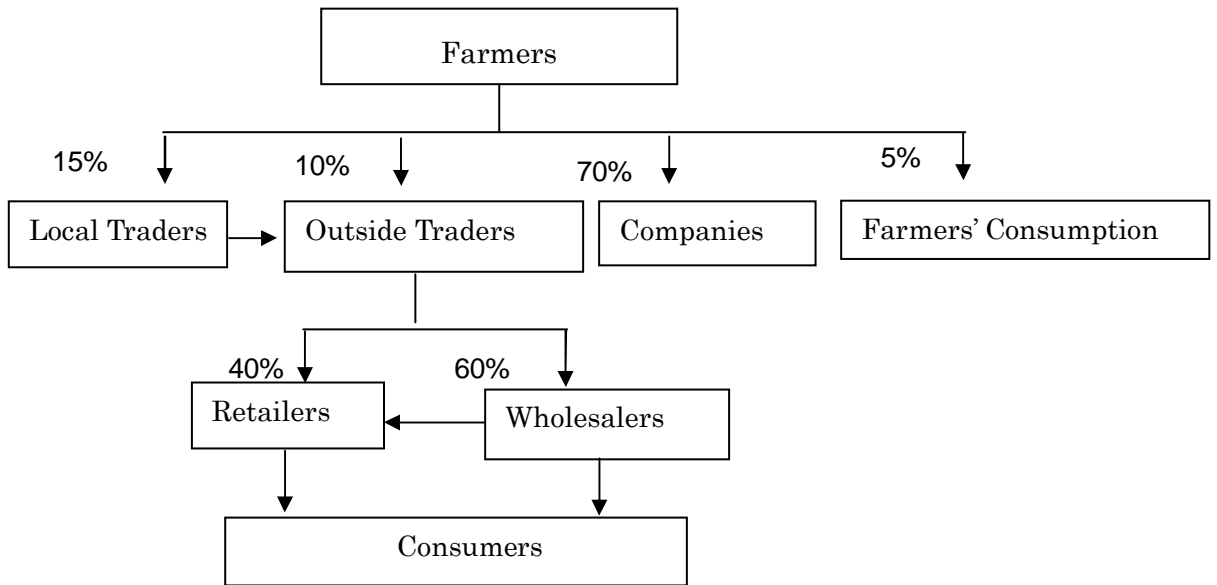 Farmers
15%
10%
70%
5%
Local Traders
Outside Traders
Companies
Farmers’ Consumption
40%
60%
Retailers
Wholesalers
Consumers